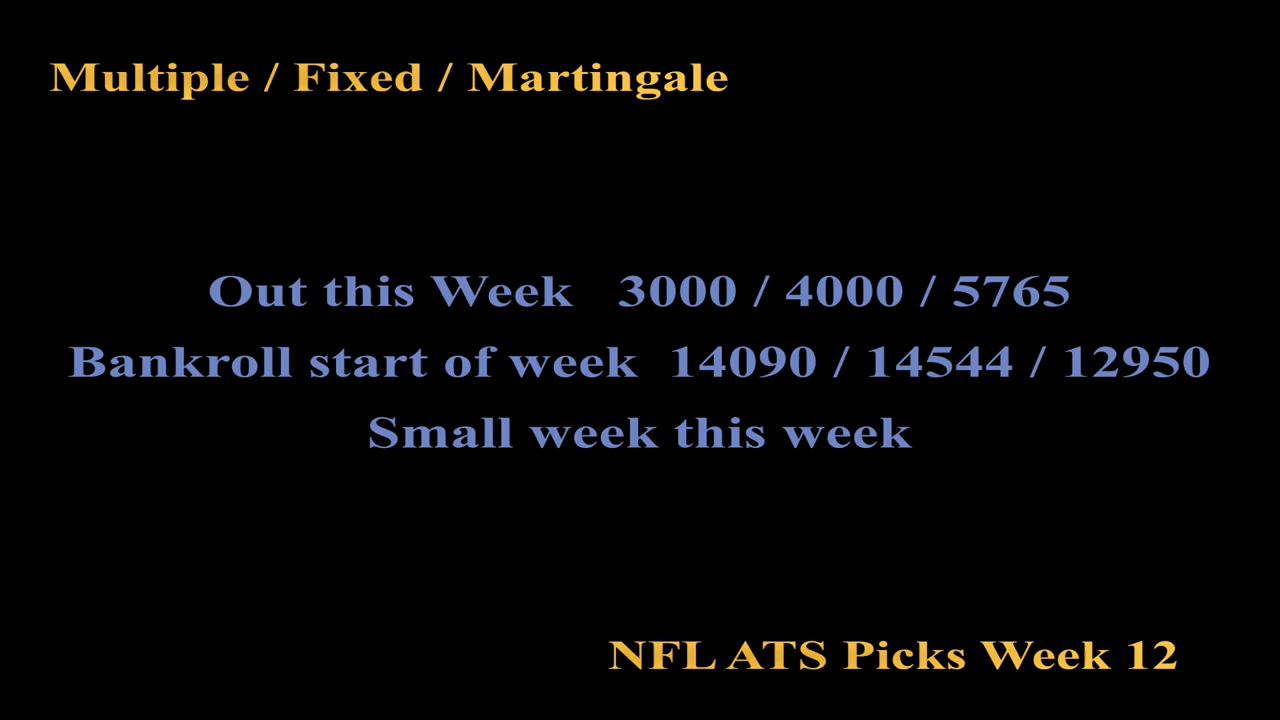 Multiple / Fixed / Martingale
Out this Week 3000 / 4000 / 5765
Bankroll start of week 14090 / 14544 / 12950
Small week this week
NFL ATS Picks Week 12